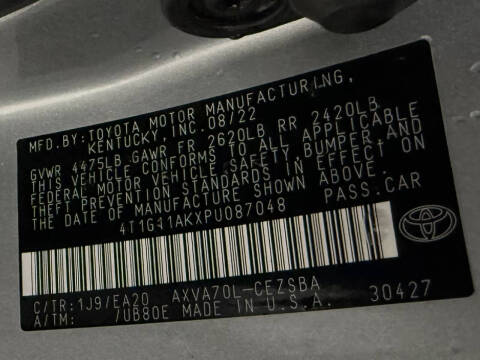 MFD.BY:TOYOTA MOTOR MANUFACTURING,
KENTUCKY, INC. 08/22
GVWR 4475LB GAWR FR 2620LB RR 2420LB
THIS VEHICLE CONFORMS TO ALL APPLICABLE
FEDERAL MOTOR VEHICLE SAFETY, BUMPER, AND
THEFT PREVENTION STANDARDS IN EFFECT ON
THE DATE OF MANUFACTURE SHOWN ABOVE.
4T1G11AKXPU087048 PASS.CAR
C/TR:1J9/EA20 AXVA70L-CEZSBA
A/TM: /UB80E MADE IN U.S.A. 30427